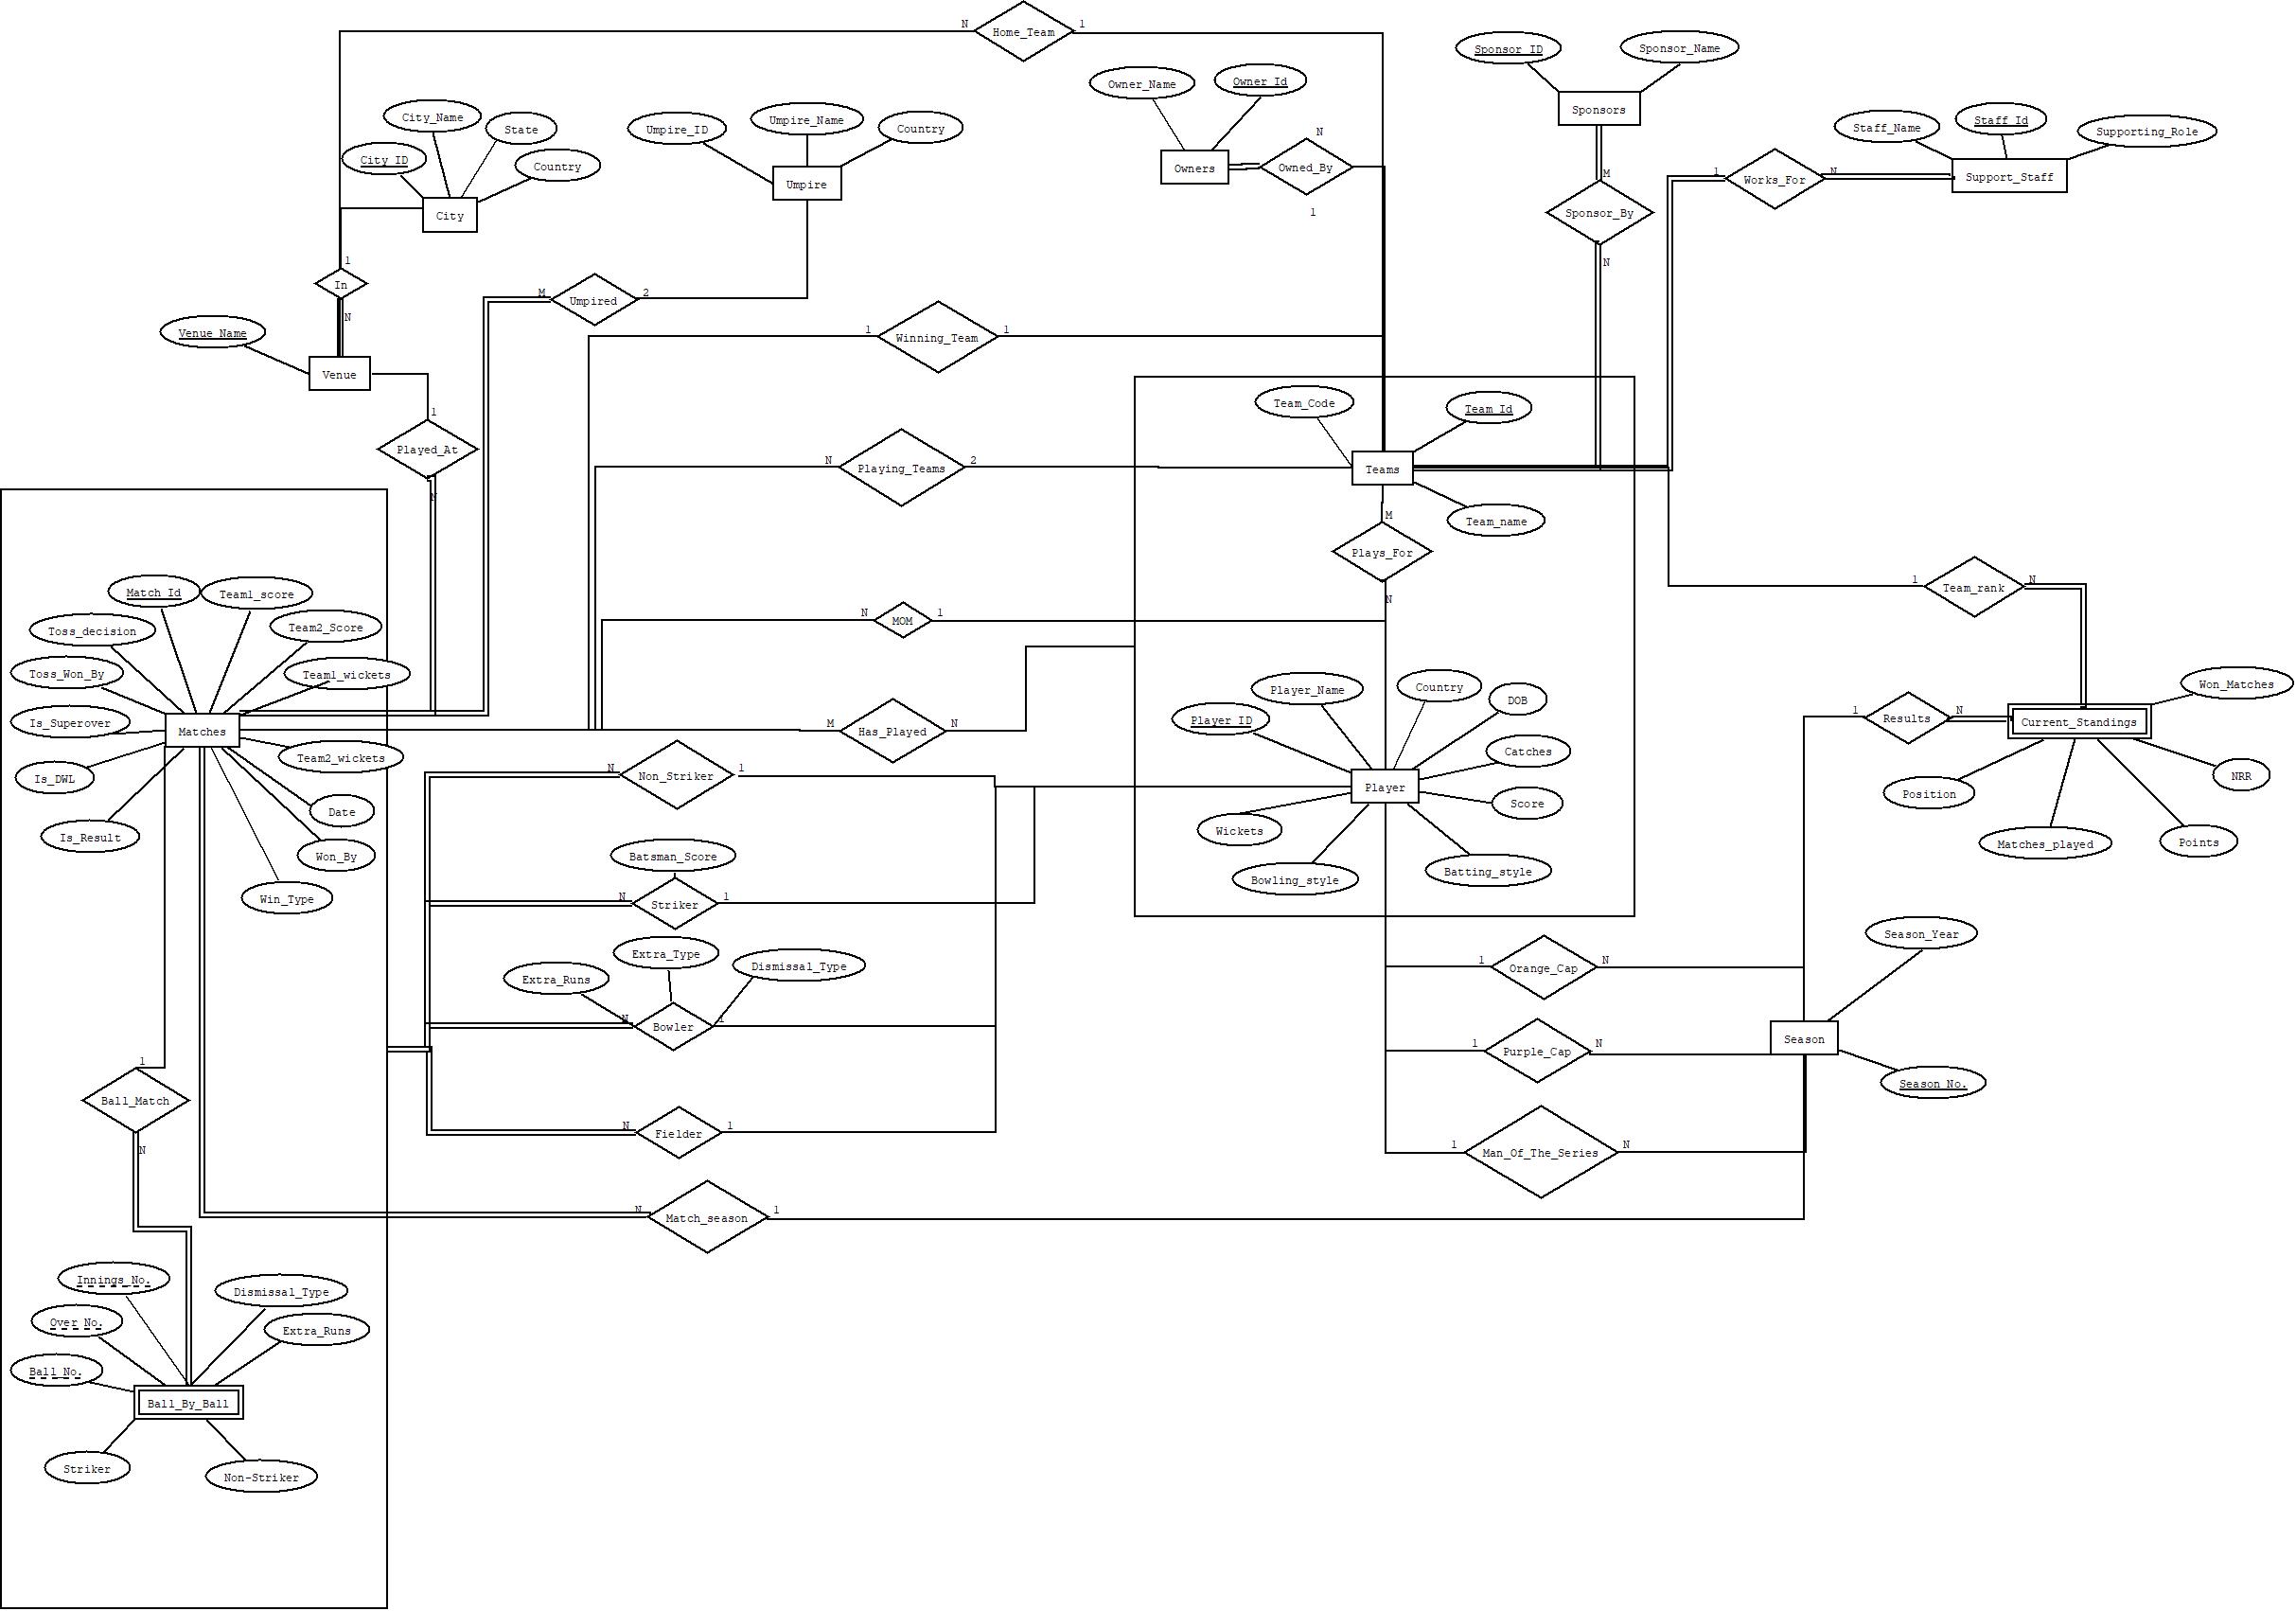 N
Home_Team
1
Sponsor_ID
Sponsor_Name
Owner_Name
Owner_Id
Sponsors
City_Name
State
City_ID
Country
City
Umpire_ID
Umpire_Name
Country
Umpire
N
Owners
Owned_By
1
Staff_Name
Staff_Id
Supporting_Role
Support_Staff
1
Works_For
N
M
Sponsor_By
N
1
In
N
M
Umpired
2
Venue_Name
Venue
1
Winning_Team
1
1
Played_At
N
Team_Code
Team_Id
N
Playing_Teams
2
Teams
Team_name
M
Plays_For
N
1
Team_rank
N
Match_Id
Team1_score
Toss_decision
Team2_Score
Toss_Won_By
Team1_wickets
Is_Superover
Matches
Team2_wickets
Is_DWL
Date
Is_Result
Won_By
Win_Type
N
MOM
1
M
Has_Played
N
Player_Name
Country
DOB
Player_ID
Catches
Player
Score
Wickets
Bowling_style
Batting_style
1
Results
N
Won_Matches
Current_Standings
NRR
Position
Matches_played
Points
N
Non_Striker
1
Batsman_Score
N
Striker
1
Extra_Type
Extra_Runs
Dismissal_Type
N
Bowler
1
Season_Year
1
Orange_Cap
N
1
Purple_Cap
N
Season
Season_No.
1
Ball_Match
N
N
Fielder
1
1
Man_Of_The_Series
N
N
Match_season
1
Innings_No.
Dismissal_Type
Over_No.
Extra_Runs
Ball_No.
Ball_By_Ball
Striker
Non-Striker